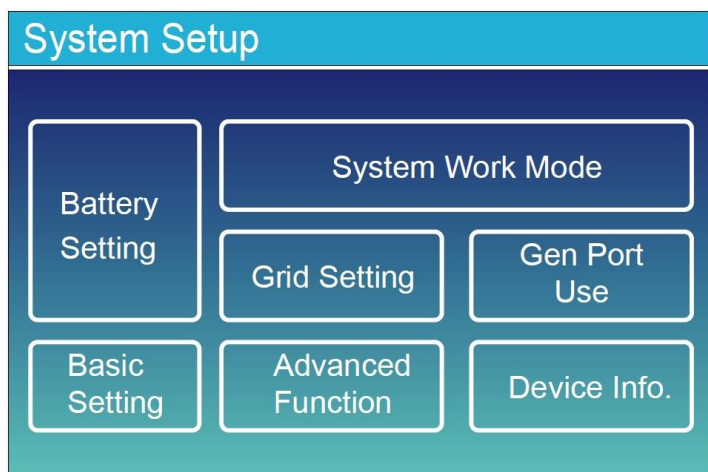 System Setup
Battery
Setting
System Work Mode
Grid Setting
Gen Port
Use
Basic
Setting
Advanced
Function
Device Info.